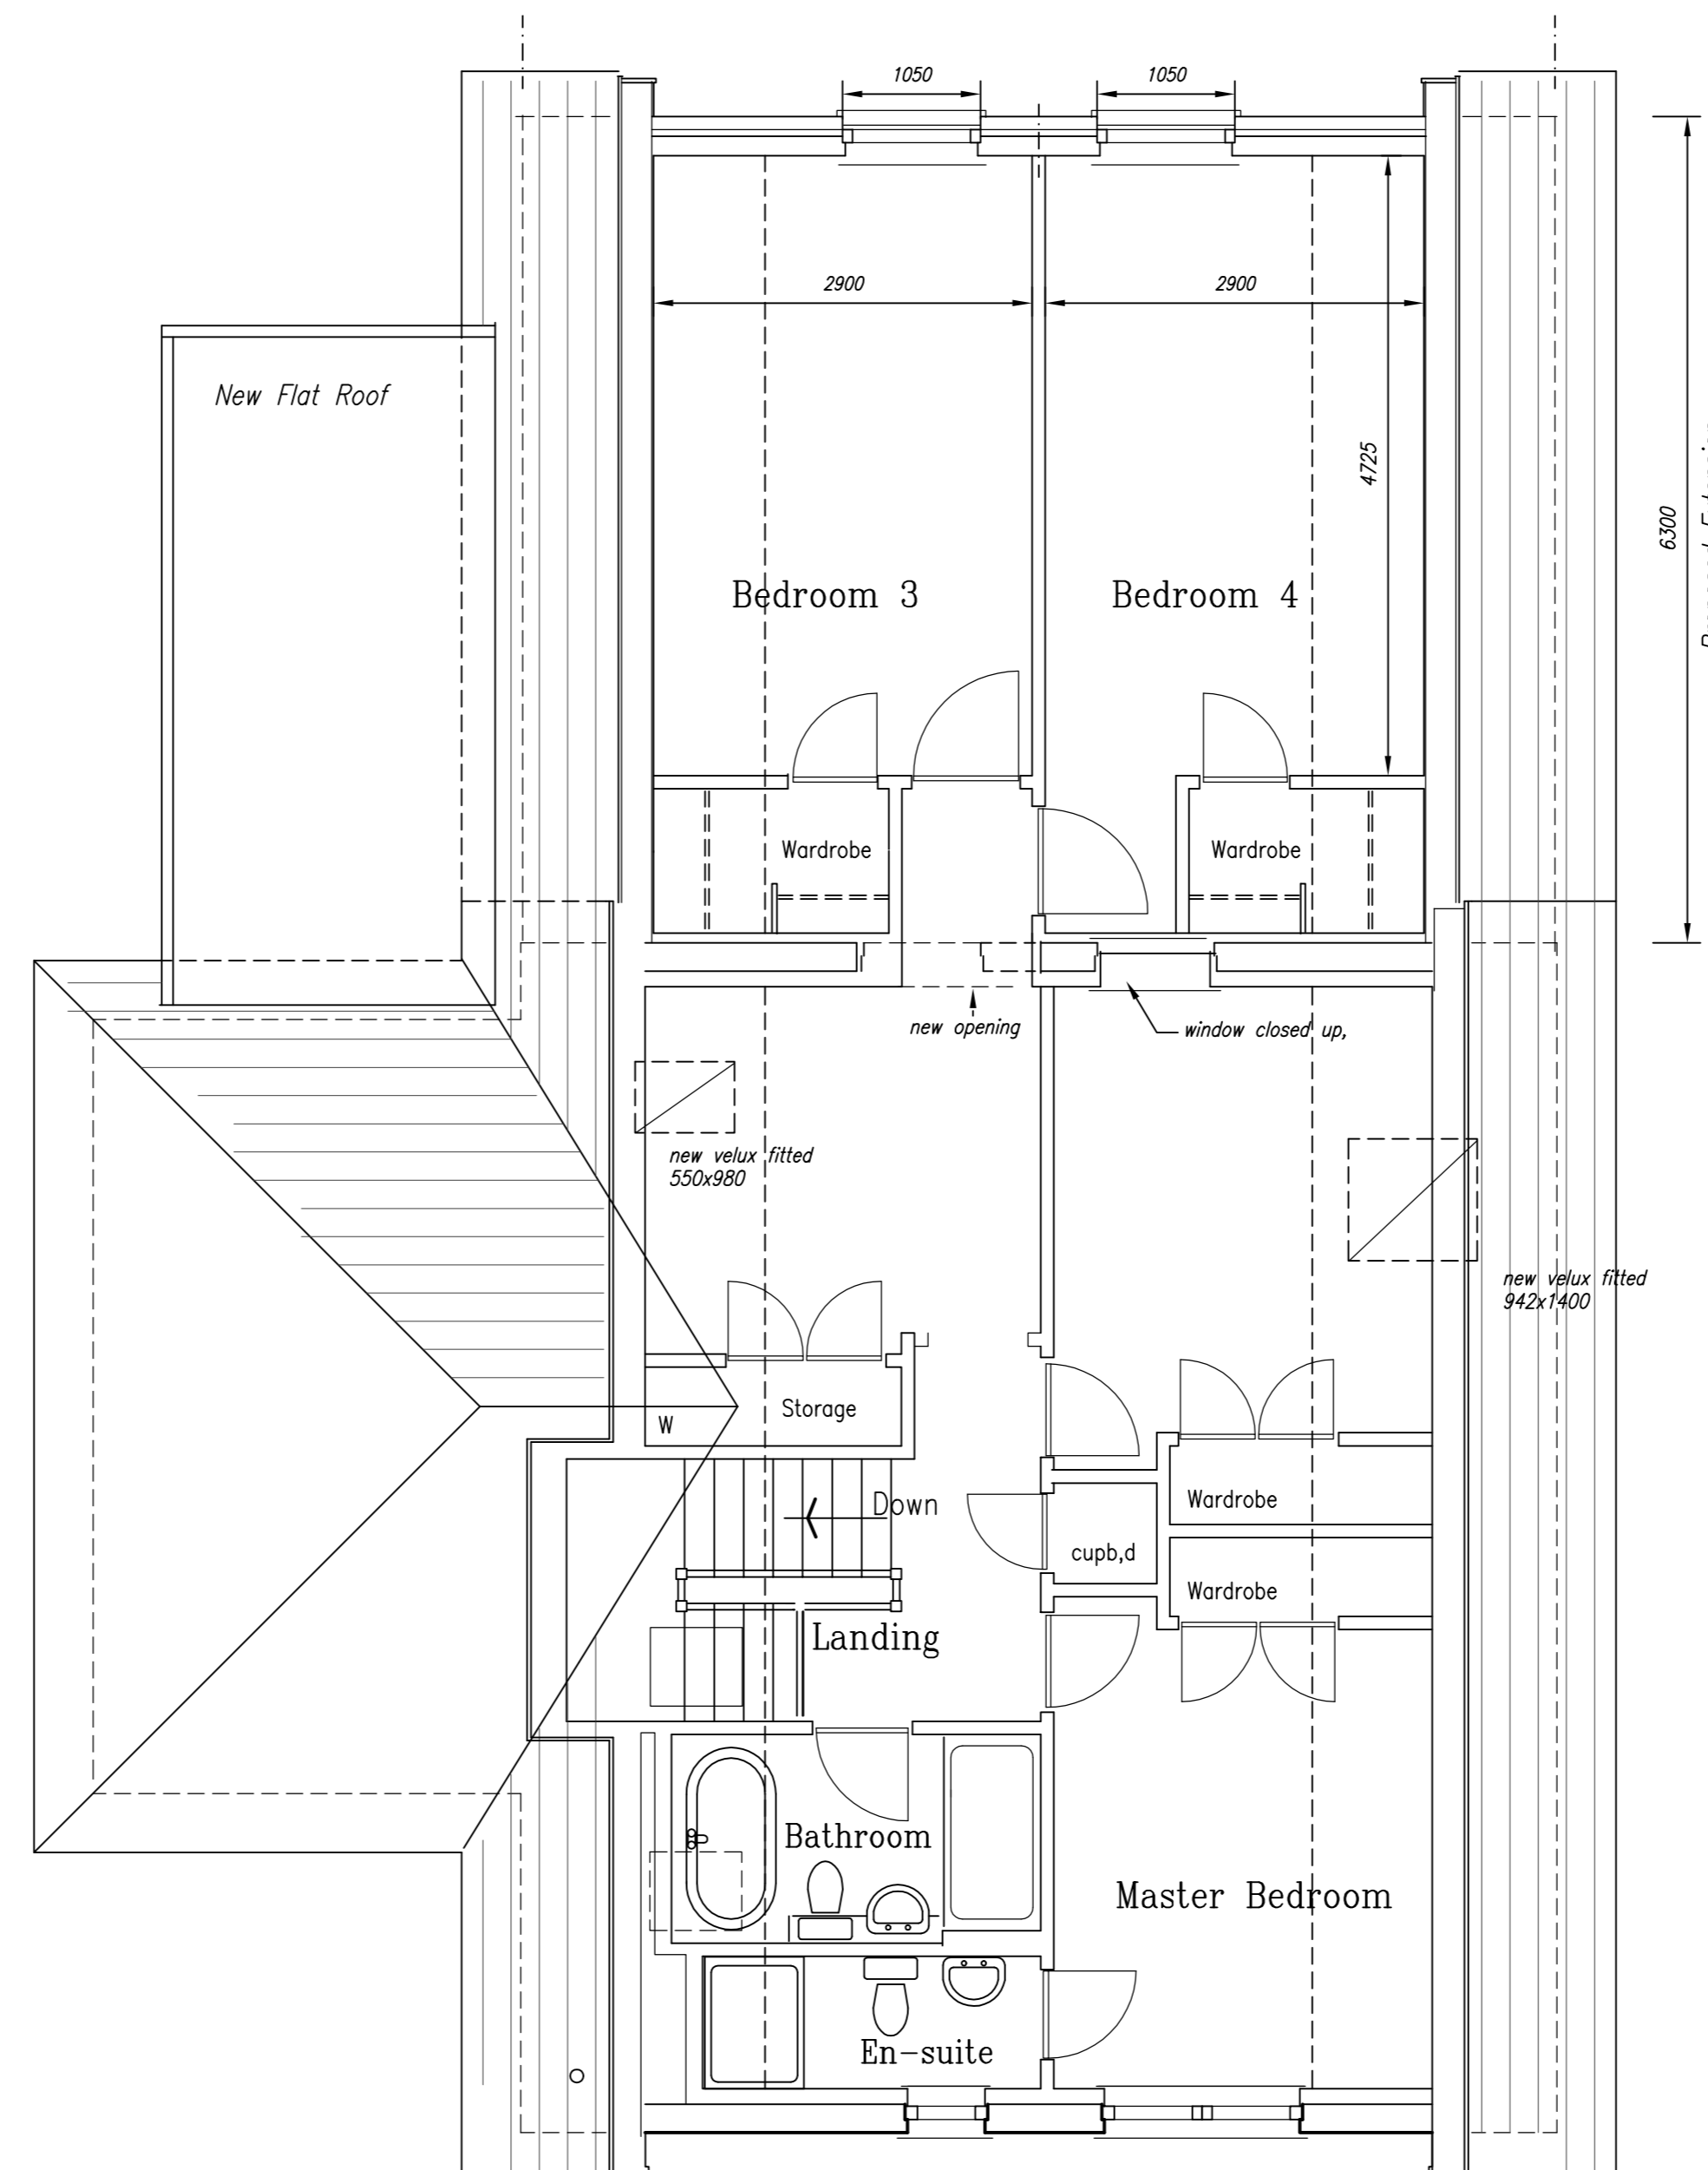 1050
1050
2900
2900
New Flat Roof
4725
6300
Bedroom 3
Bedroom 4
Wardrobe
Wardrobe
new opening
window closed up,
new velux fitted
550x980
new velux fitted
942x1400
Storage
W
Down
Wardrobe
cupb,d
Wardrobe
Landing
Bathroom
Master Bedroom
En-suite